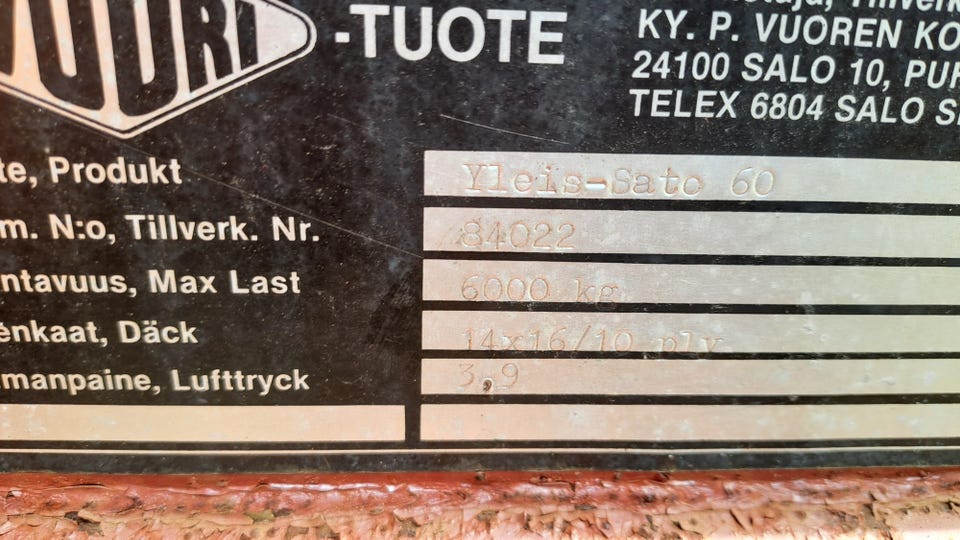 VUORI -TUOTE
KY. P. VUOREN KO
24100 SALO 10, PUH
TELEX 6804 SALO S
te, Produkt Yleis-Sato 60
m. N:o, Tillverk. Nr. 84022
ntavuus, Max Last 6000 kg
enkaat, Däck 14x16/10 ply
manpaine, Lufttryck 3,9